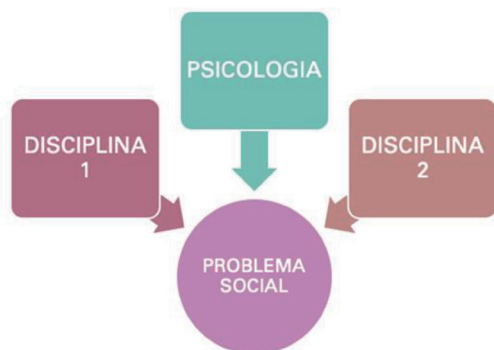 PSICOLOGIA
DISCIPLINA
1
DISCIPLINA
2
PROBLEMA
SOCIAL